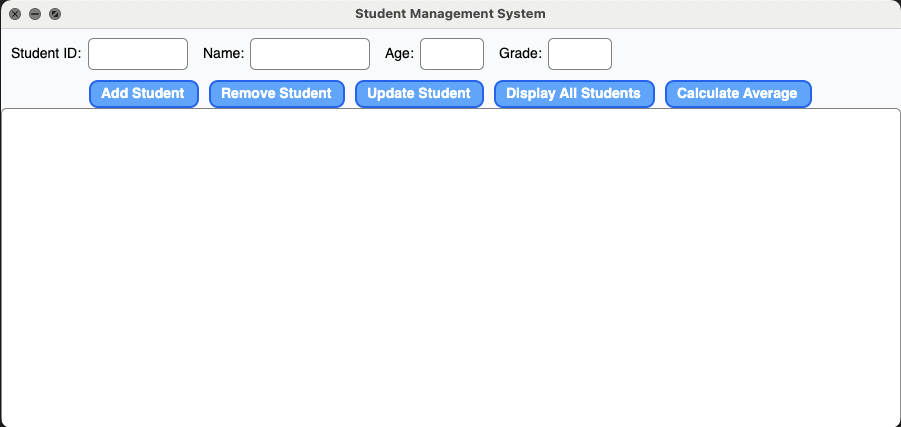 Student Management System
Student ID: Name: Age: Grade:
Add Student Remove Student Update Student Display All Students Calculate Average